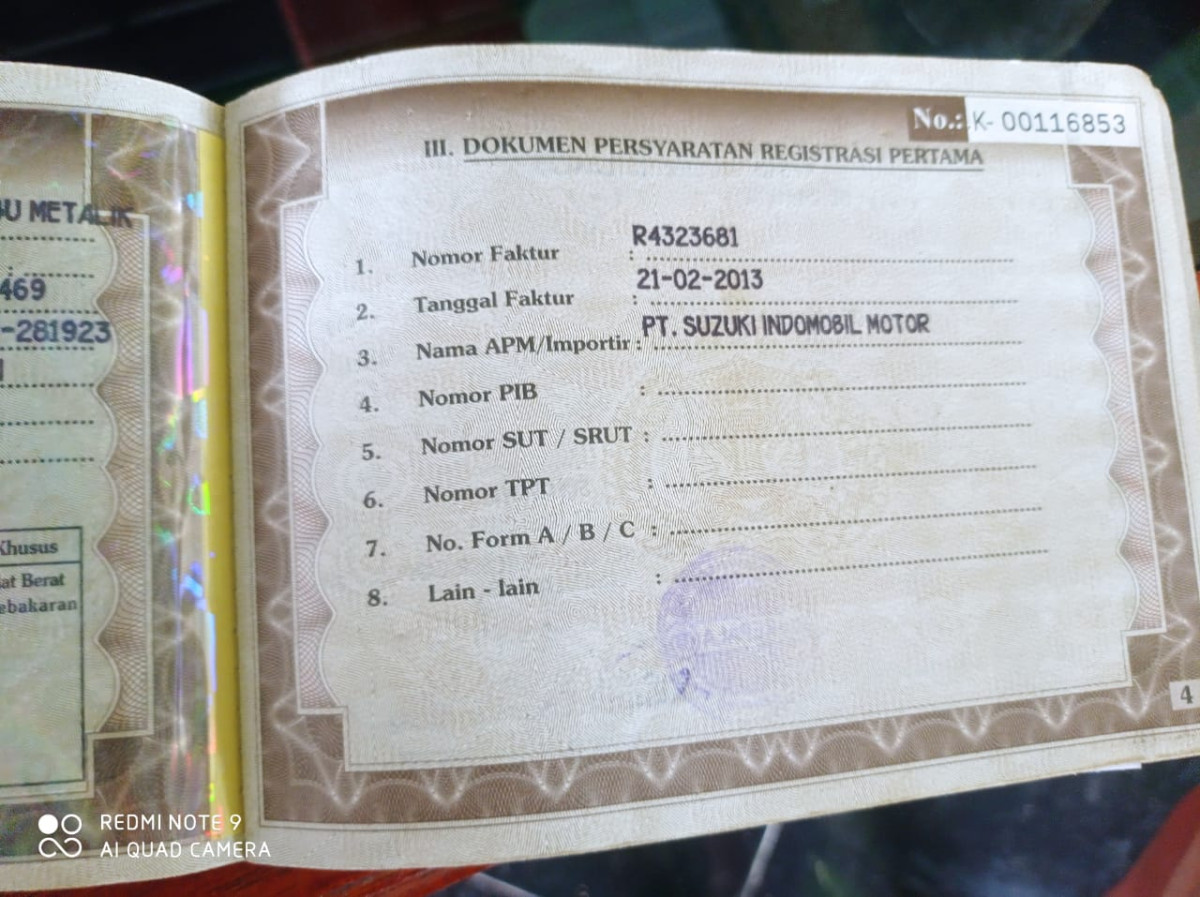 METALIK
469
-281923
Khusus
at Berat
ebakaran
No.: K- 00116853
III. DOKUMEN PERSYARATAN REGISTRASI PERTAMA
1. Nomor Faktur : R4323681
2. Tanggal Faktur : 21-02-2013
3. Nama APM/Importir : PT. SUZUKI INDOMOBIL MOTOR
4. Nomor PIB :
5. Nomor SUT / SRUT :
6. Nomor TPT :
7. No. Form A / B / C :
8. Lain - lain :
4
REDMI NOTE 9
AI QUAD CAMERA